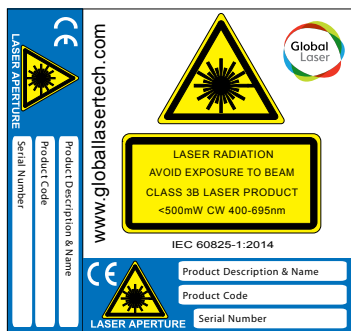 CE
LASER APERTURE
Product Description & Name
Product Code
Serial Number
www.globallasertech.com
Global
Laser
LASER RADIATION
AVOID EXPOSURE TO BEAM
CLASS 3B LASER PRODUCT
<500mW CW 400-695nm
IEC 60825-1:2014
CE
LASER APERTURE
Product Description & Name
Product Code
Serial Number